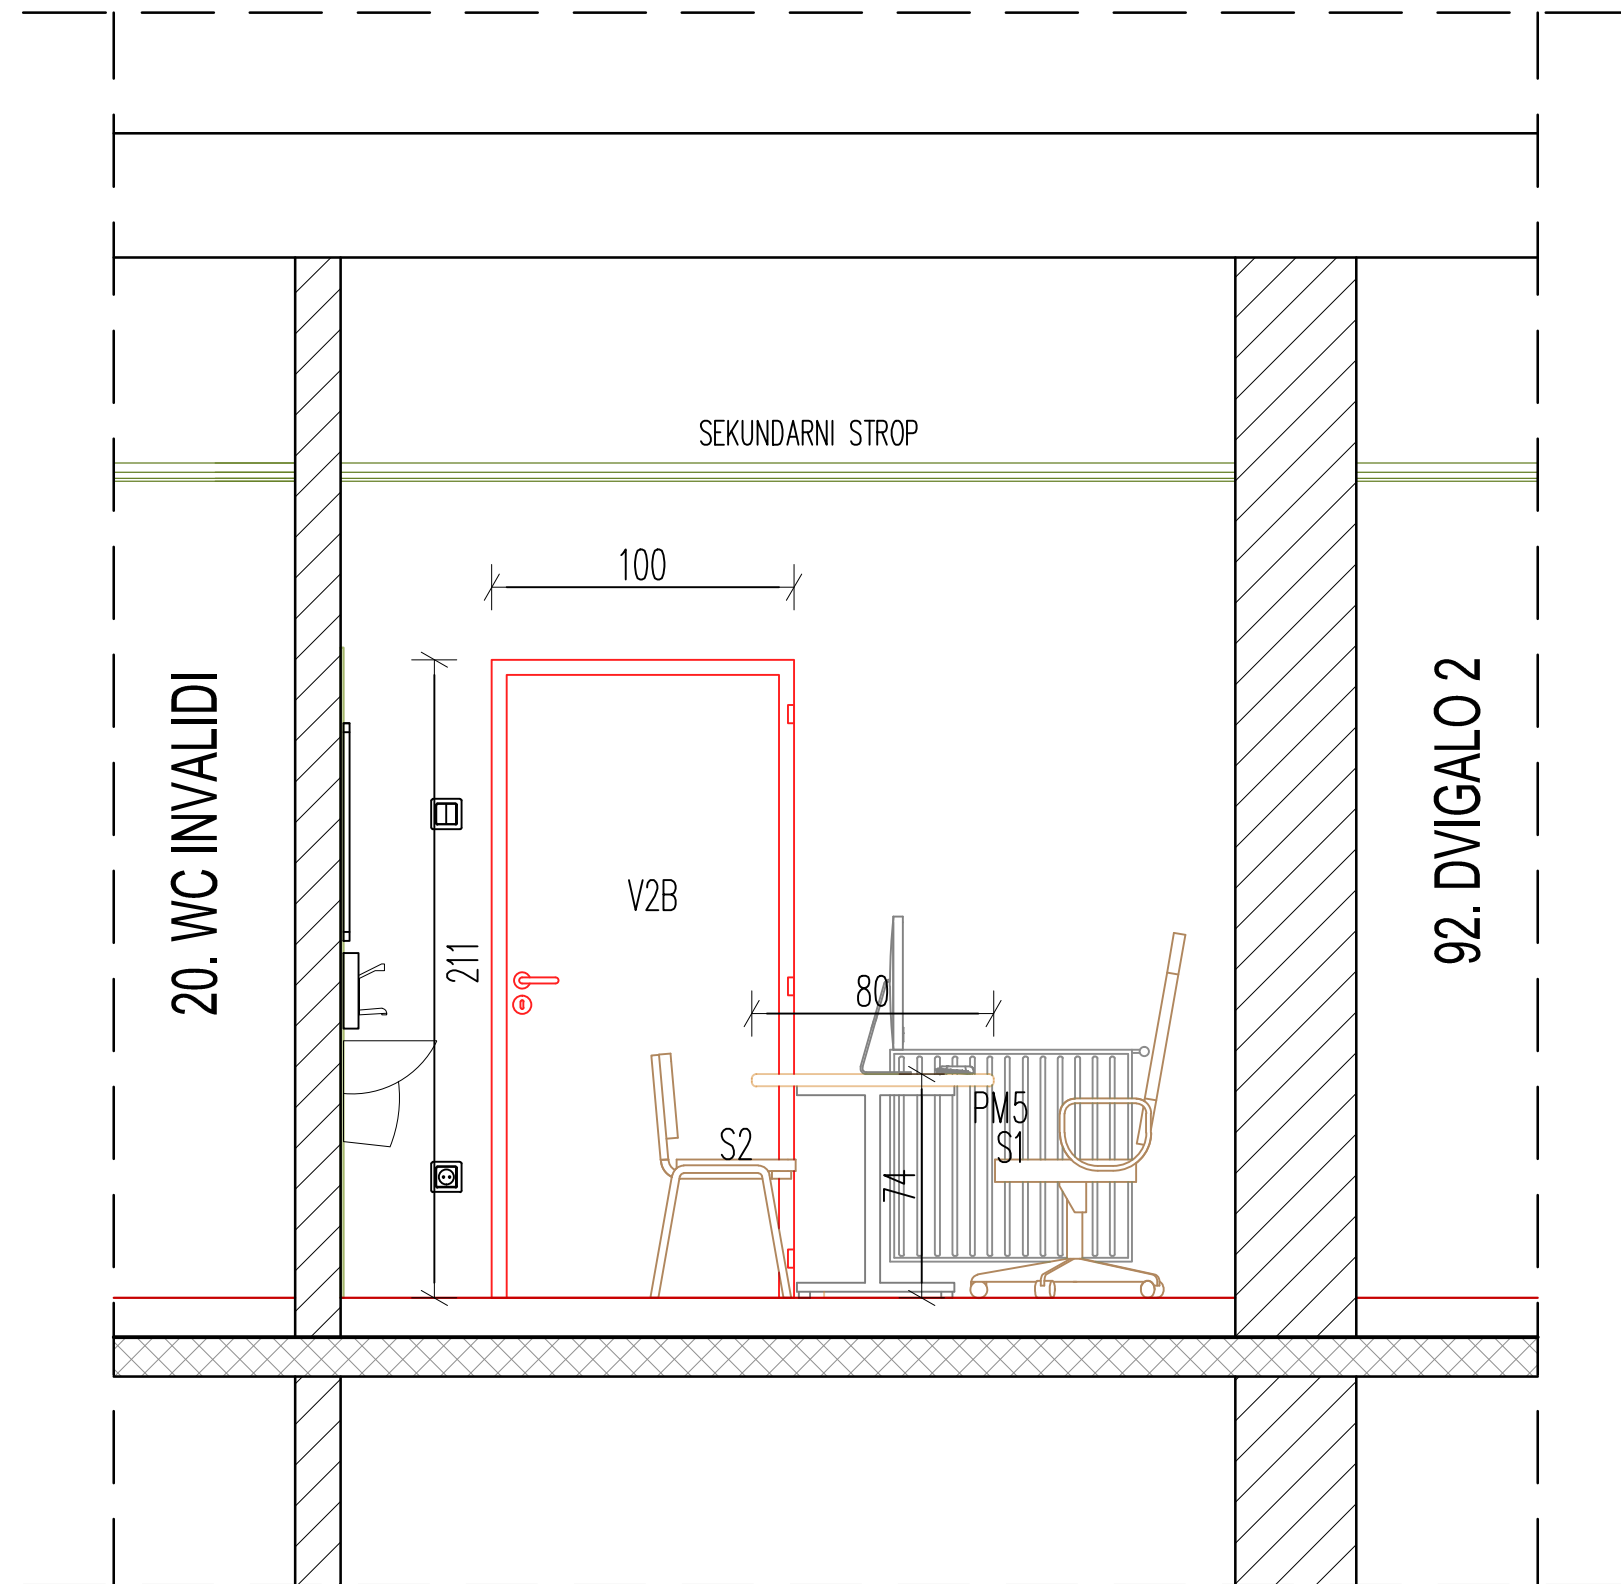 SEKUNDARNI STROP
100
20. WC INVALIDI
92. DVIGALO 2
V2B
211
80
PM5
S1
S2
74